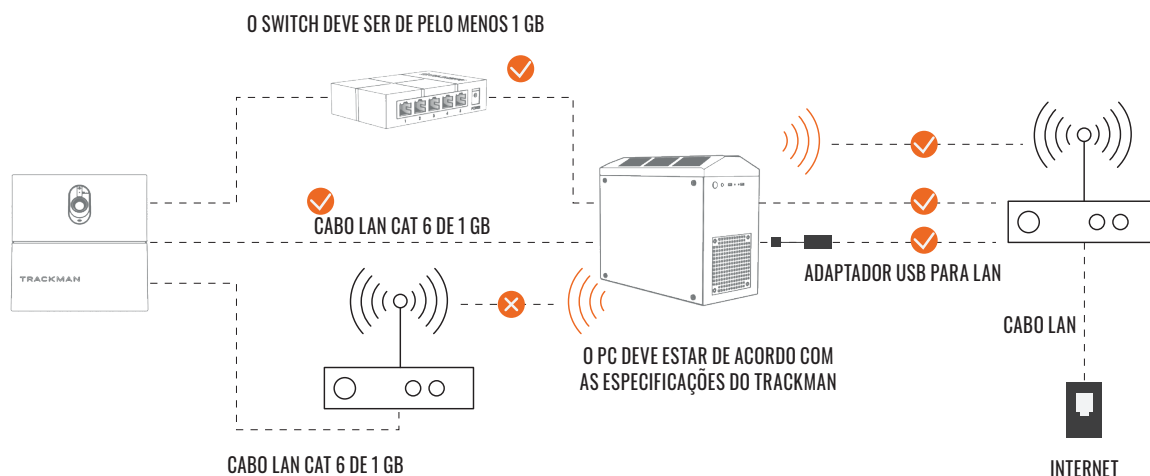 O SWITCH DEVE SER DE PELO MENOS 1 GB
CABO LAN CAT 6 DE 1 GB
TRACKMAN
ADAPTADOR USB PARA LAN
CABO LAN
O PC DEVE ESTAR DE ACORDO COM
AS ESPECIFICAÇÕES DO TRACKMAN
CABO LAN CAT 6 DE 1 GB
INTERNET